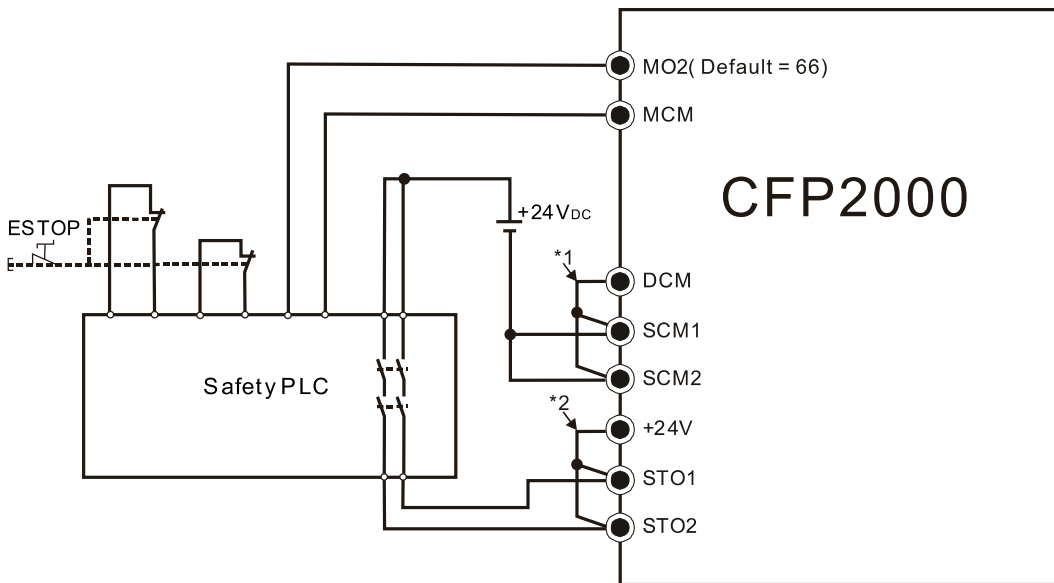 MO2( Default = 66)
MCM
CFP2000
ESTOP
+24VDC
*1
DCM
SCM1
Safety PLC
SCM2
*2
+24V
STO1
STO2